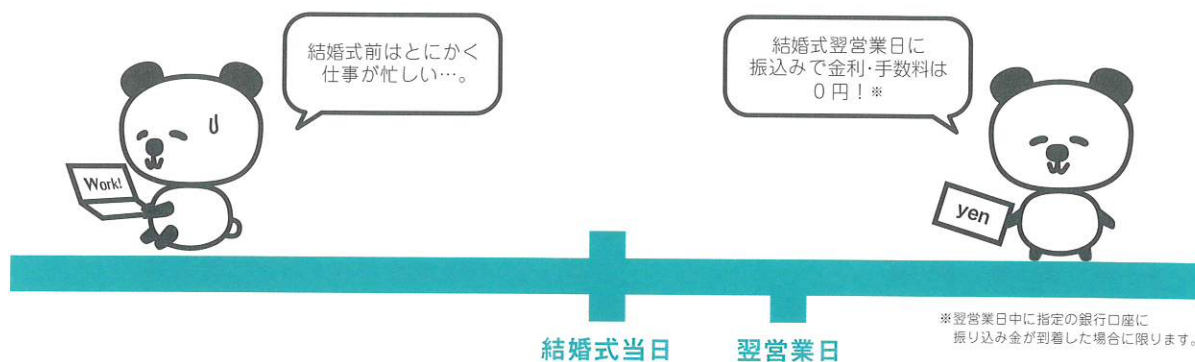 結婚式前はとにかく
仕事が忙しい…。
結婚式翌営業日に
振込みで金利・手数料は
0円！※
Work!
yen
結婚式当日
翌営業日
※翌営業日中に指定の銀行口座に
振り込み金が到着した場合に限ります。